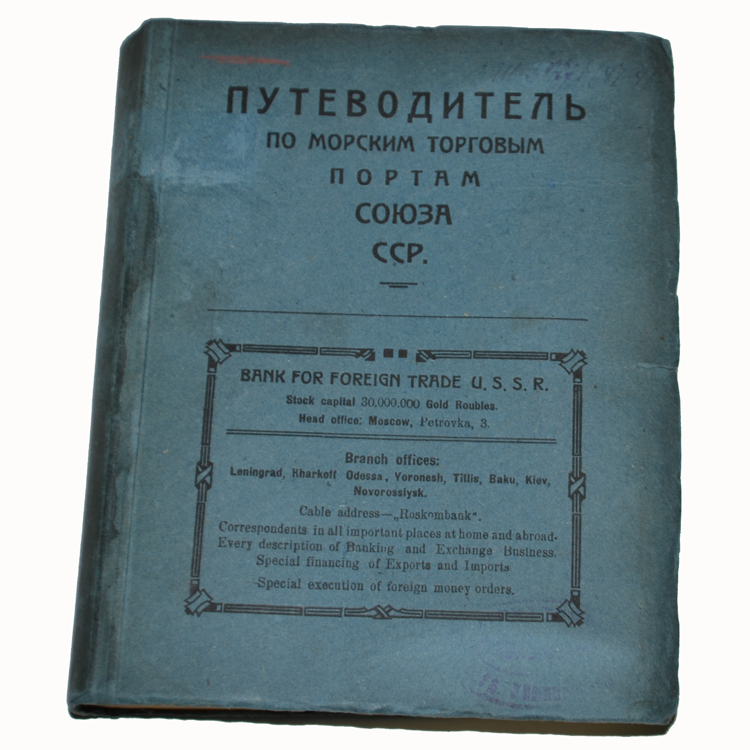 ПУТЕВОДИТЕЛЬ
ПО МОРСКИМ ТОРГОВЫМ
ПОРТАМ
СОЮЗА
ССР.
BANK FOR FOREIGN TRADE U. S. S. R.
Stock capital 30.000.000 Gold Roubles.
Head office: Moscow, Petrovka, 3.
Branch offices:
Leningrad, Kharkoff Odessa, Voronesh, Tiflis, Baku, Kiev,
Novorossiysk.
Cable address—„Roskombank“.
Correspondents in all important places at home and abroad.
Every description of Banking and Exchange Business.
Special financing of Exports and Imports
Special execution of foreign money orders.